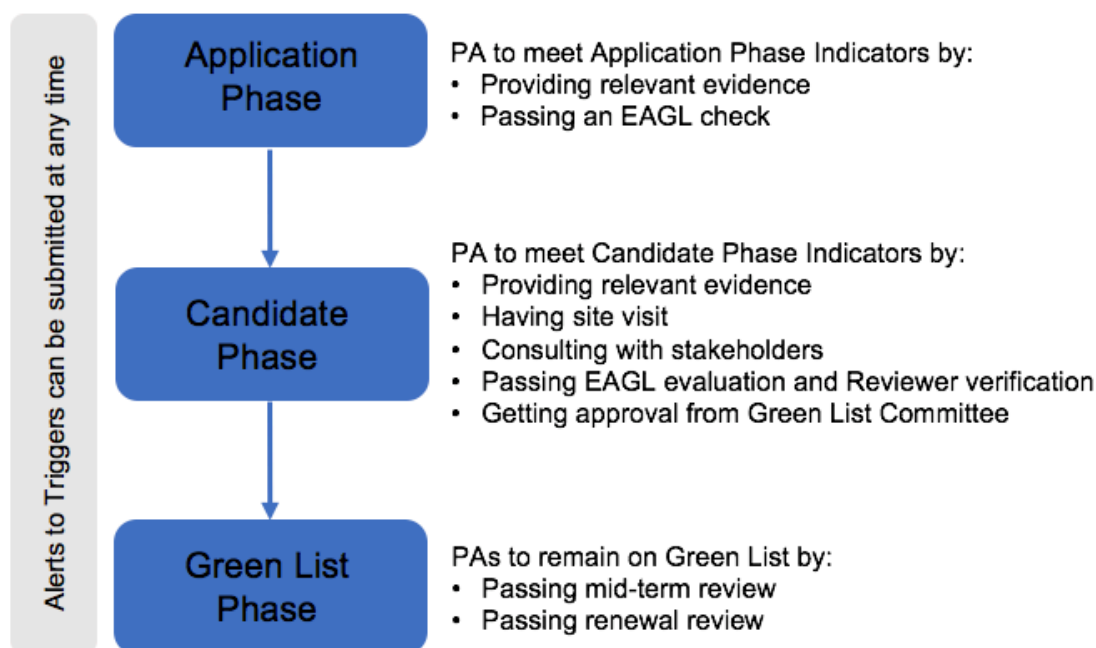 Alerts to Triggers can be submitted at any time
Application
Phase
PA to meet Application Phase Indicators by:
• Providing relevant evidence
• Passing an EAGL check
Candidate
Phase
PA to meet Candidate Phase Indicators by:
• Providing relevant evidence
• Having site visit
• Consulting with stakeholders
• Passing EAGL evaluation and Reviewer verification
• Getting approval from Green List Committee
Green List
Phase
PAs to remain on Green List by:
• Passing mid-term review
• Passing renewal review